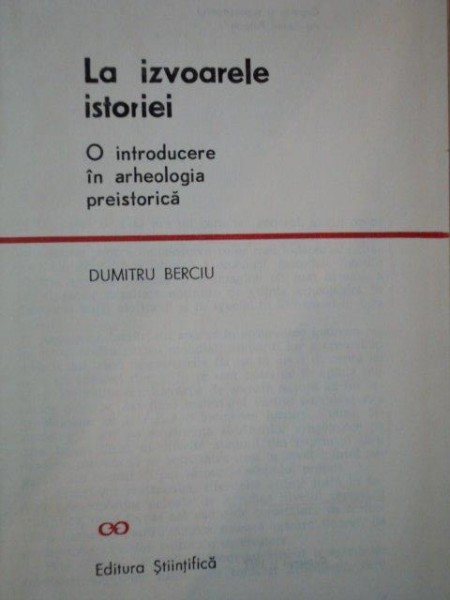 La izvoarele
istoriei
O introducere
în arheologia
preistorică
DUMITRU BERCIU
Editura Științifică